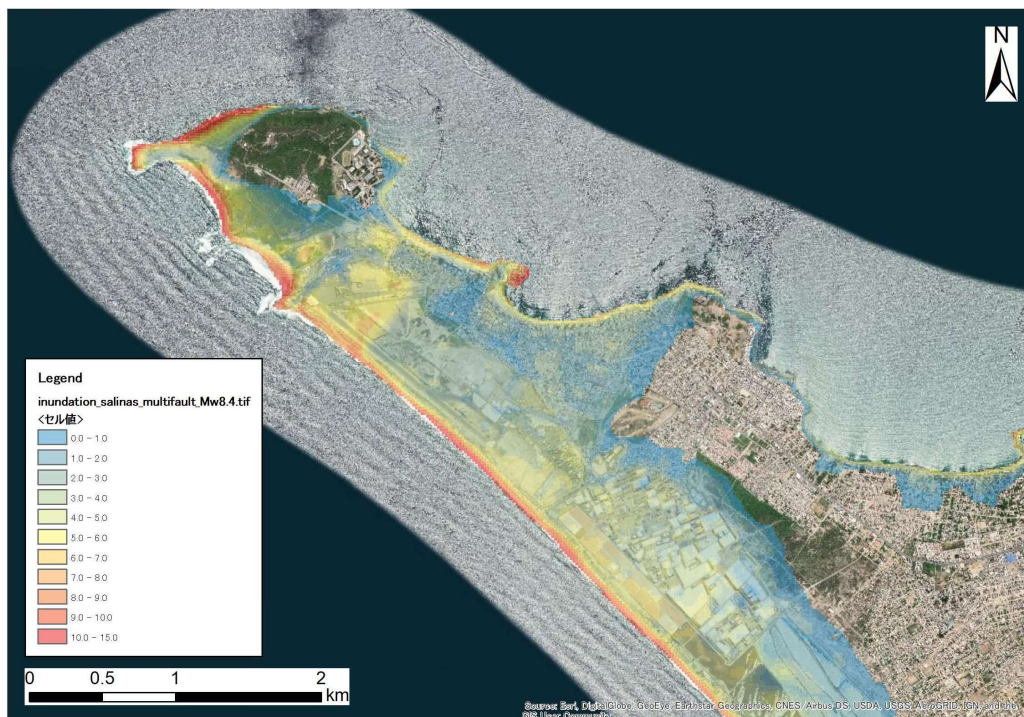 N
Legend
inundation_salinas_multifault_Mw8.4.tif
<セル値>
0.0 - 1.0
1.0 - 2.0
2.0 - 3.0
3.0 - 4.0
4.0 - 5.0
5.0 - 6.0
6.0 - 7.0
7.0 - 8.0
8.0 - 9.0
9.0 - 10.0
10.0 - 15.0
0 0.5 1 2
km
Source: Esri, DigitalGlobe, GeoEye, Earthstar Geographics, CNES/Airbus DS, USDA, USGS, AeroGRID, IGN, and the
GIS User Community